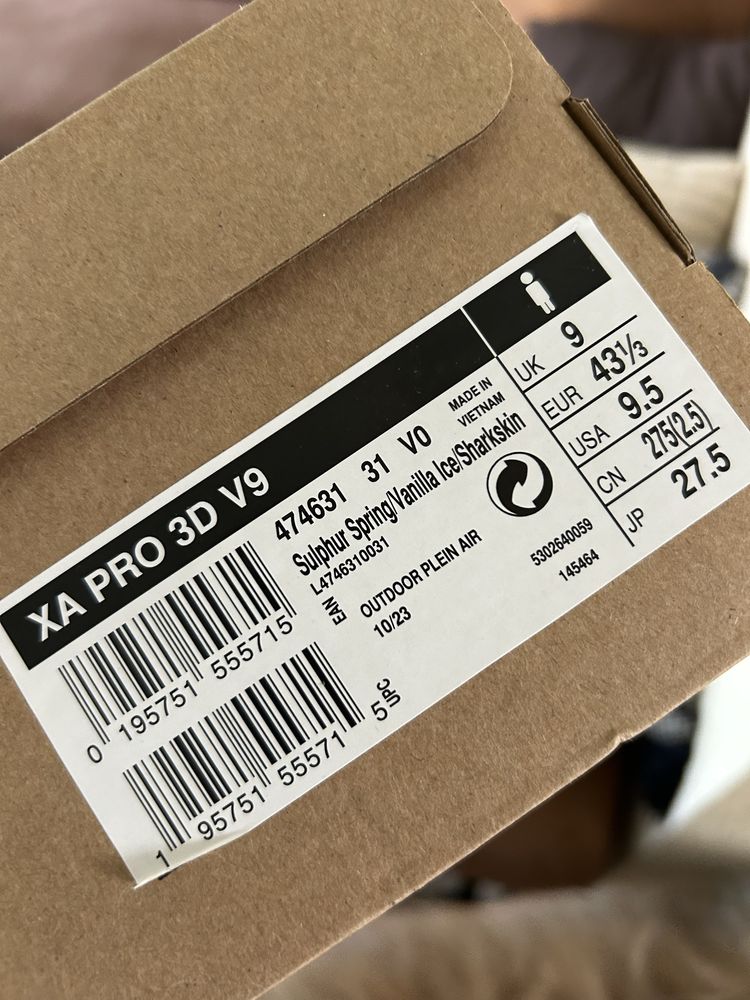 XA PRO 3D V9
474631 31 V0
MADE IN
VIETNAM
Sulphur Spring/Vanilla Ice/Sharkskin
L4746310031
EAN
OUTDOOR PLEIN AIR
10/23
5302640059
145464
UK 9
EUR 43⅓
USA 9.5
CN 275(2.5)
JP 27.5
0 195751 555715
1 95751 55571 5
UPC